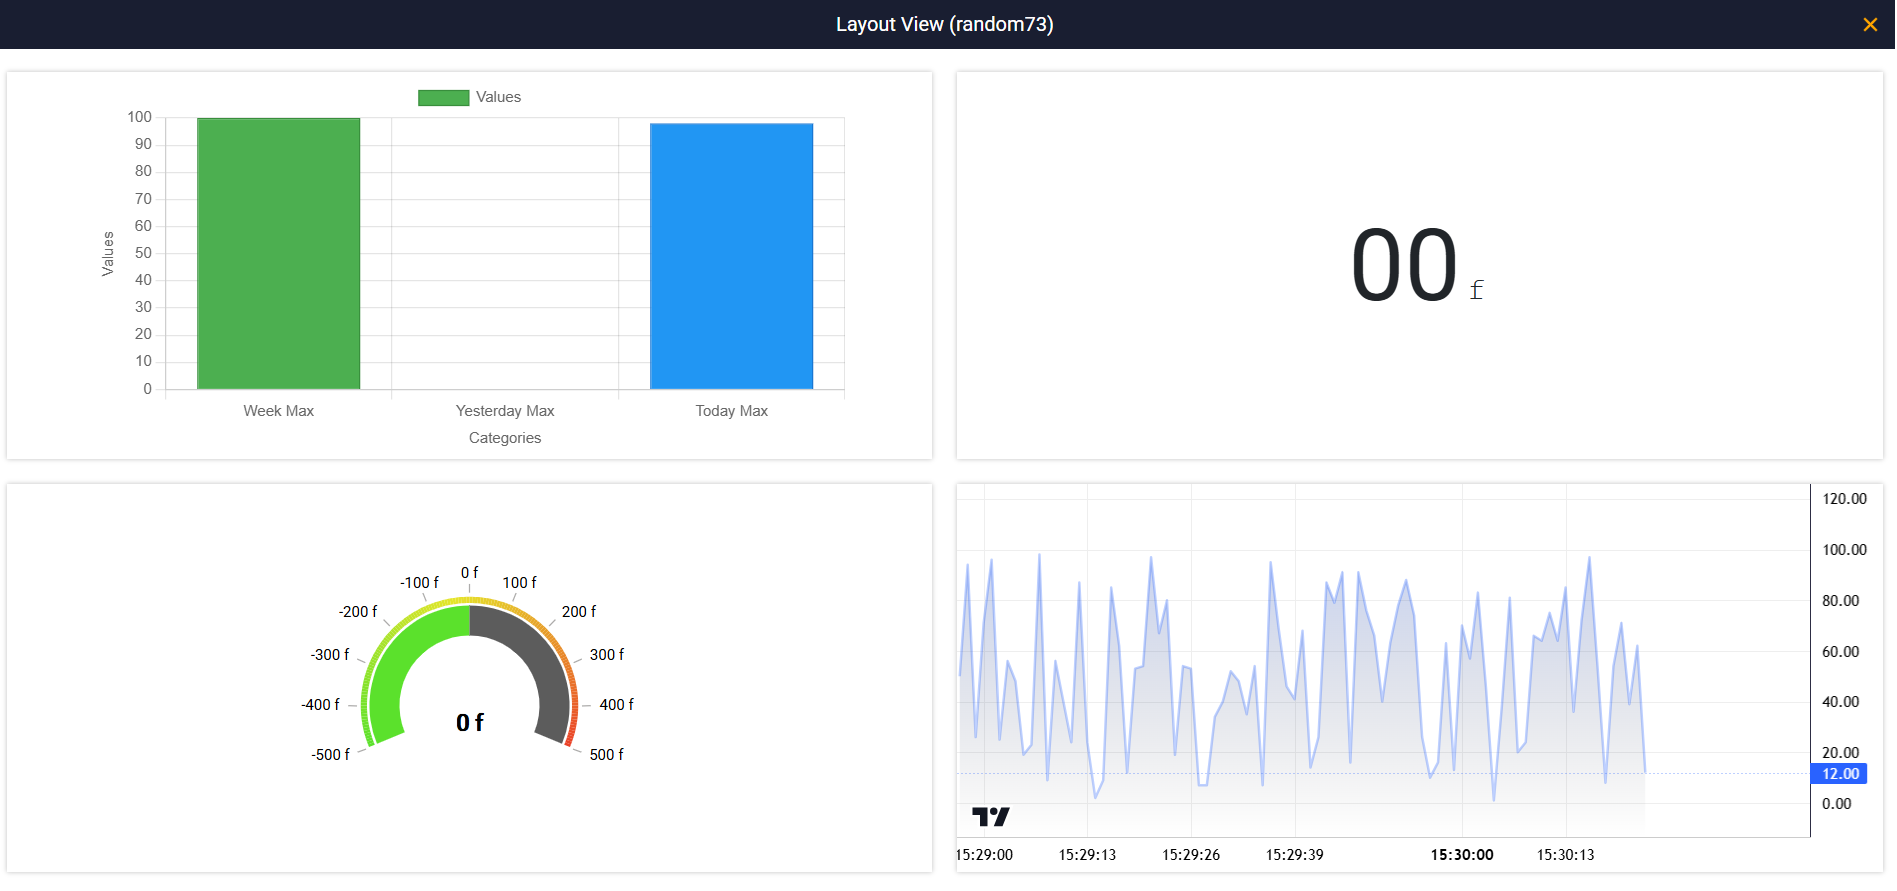 Layout View (random73)
Values
100
90
80
70
60
50
40
30
20
10
0
Values
Week Max
Yesterday Max
Today Max
Categories
00 f
0 f
-100 f
100 f
-200 f
200 f
-300 f
300 f
-400 f
400 f
-500 f
500 f
0 f
120.00
100.00
80.00
60.00
40.00
20.00
12.00
0.00
15:29:00
15:29:13
15:29:26
15:29:39
15:30:00
15:30:13